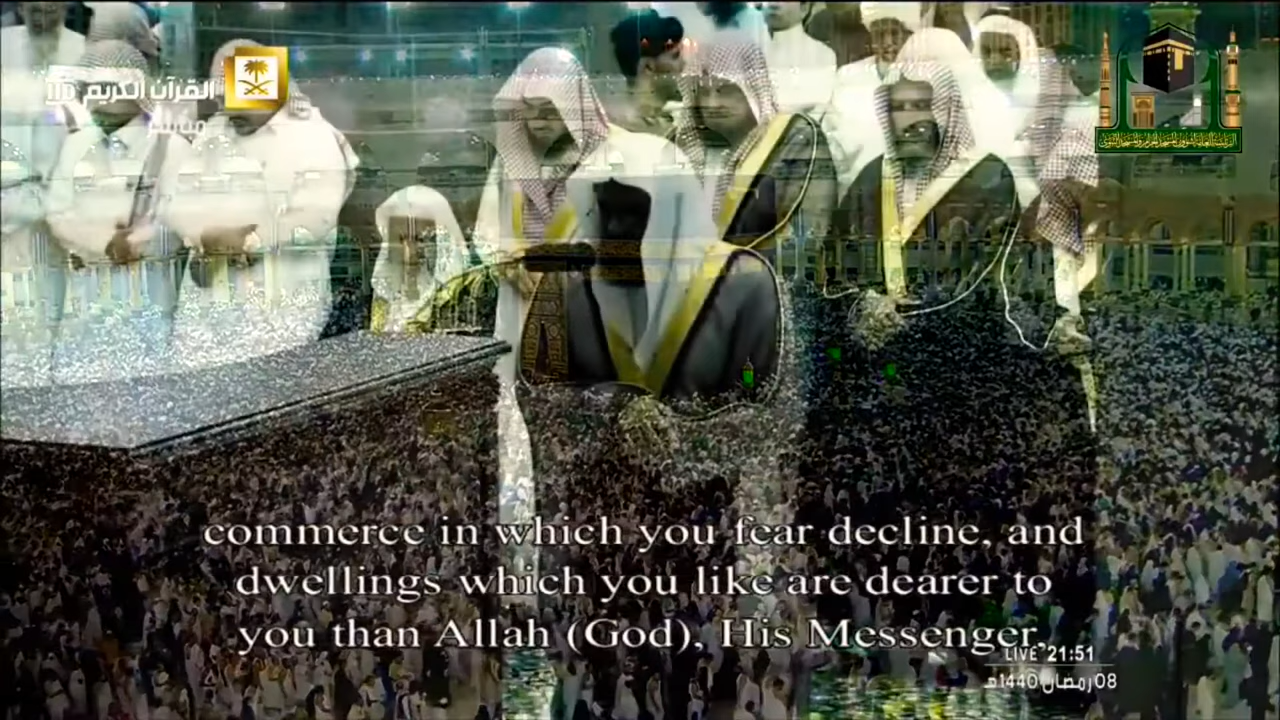 القرآن الكريم
مباشر
commerce in which you fear decline, and
dwellings which you like are dearer to
you than Allah (God), His Messenger,
LIVE 21:51
08 رمضان 1440هـ